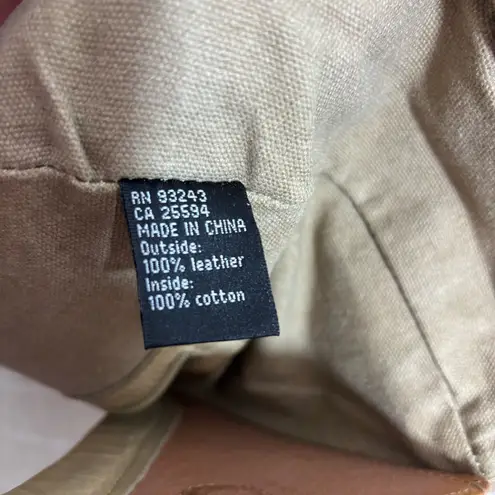 RN 93243
CA 25594
MADE IN CHINA
Outside:
100% leather
Inside:
100% cotton